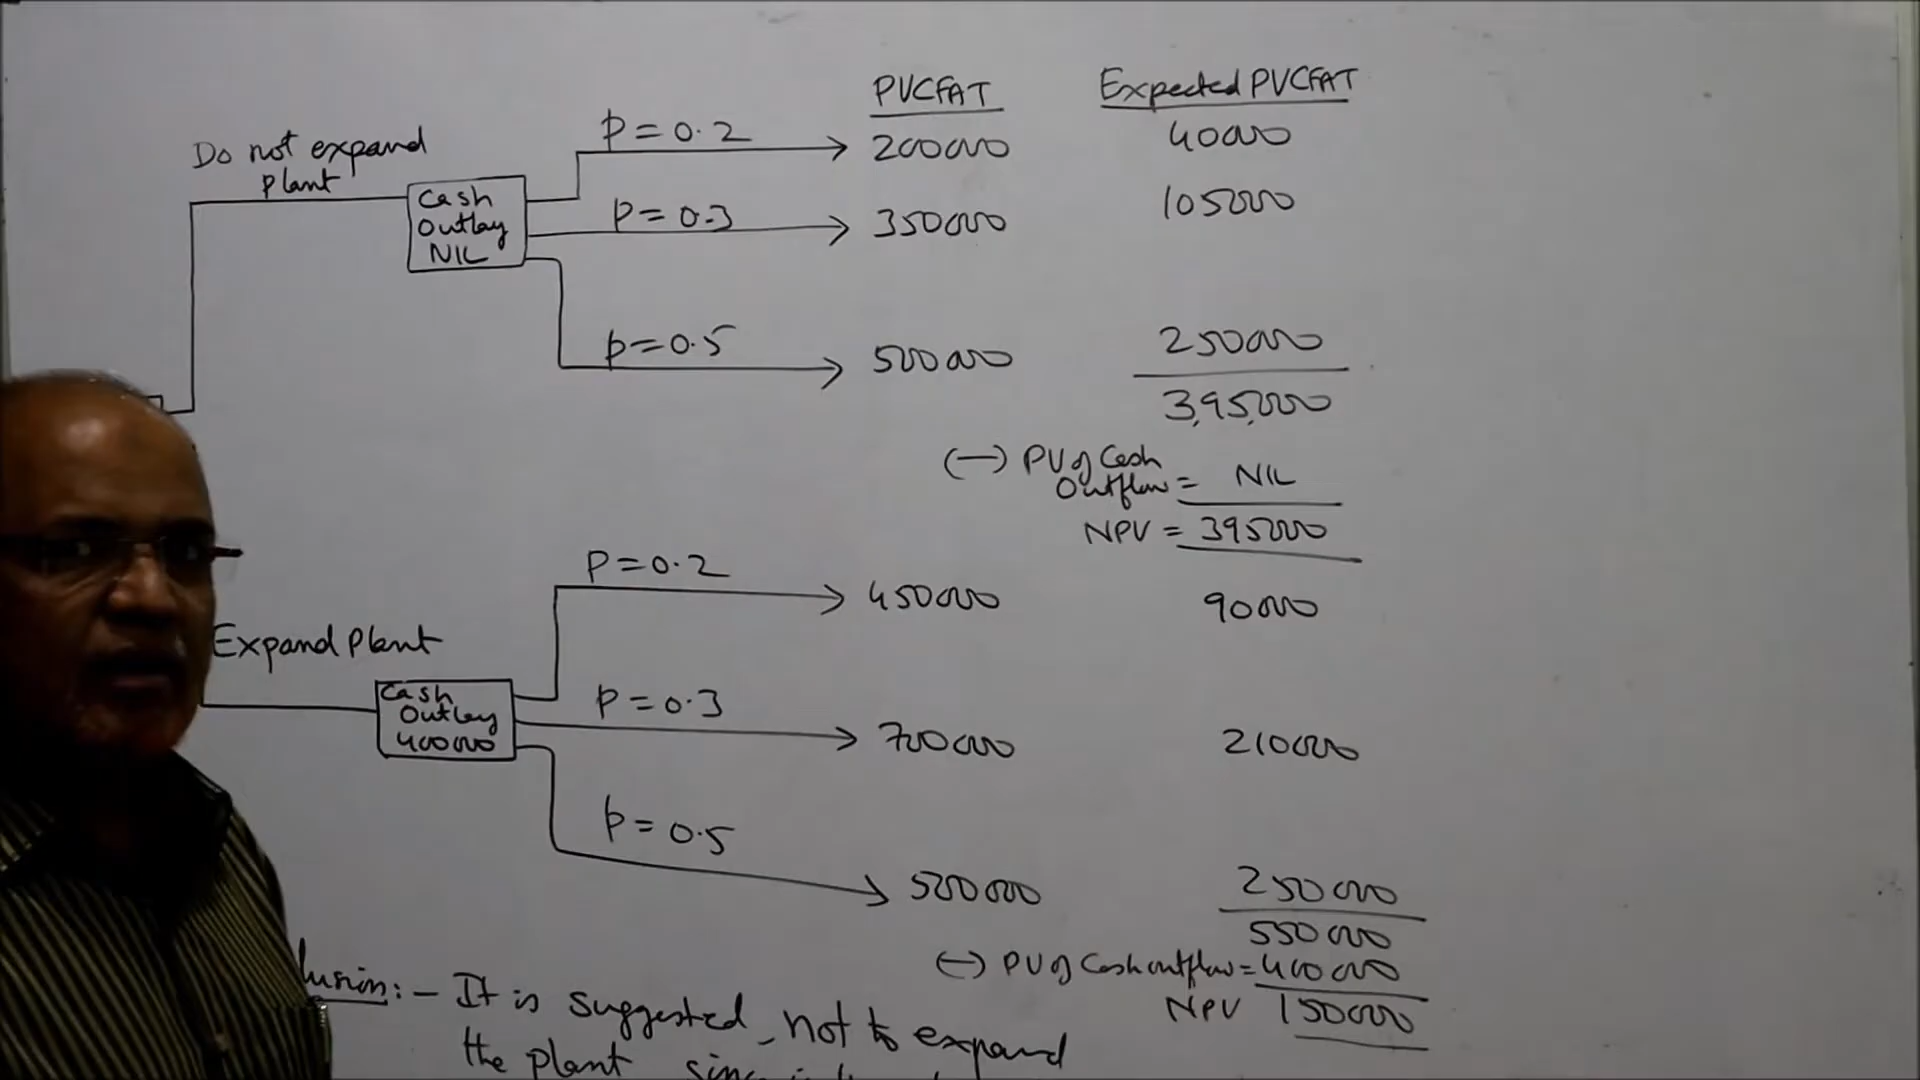 PVCFAT Expected PVCFAT
Do not expand
plant
Cash
Outlay
NIL
p = 0.2 200000 40000
p = 0.3 350000 105000
p = 0.5 500000 250000
3,95,000
(-) PV of Cash
Outflow = NIL
NPV = 395000
Expand Plant
Cash
Outlay
400000
P = 0.2 450000 90000
P = 0.3 700000 210000
p = 0.5 500000 250000
550000
(-) PV of Cash outflow = 400000
NPV 150000
lusion: - It is suggested not to expand
the plant